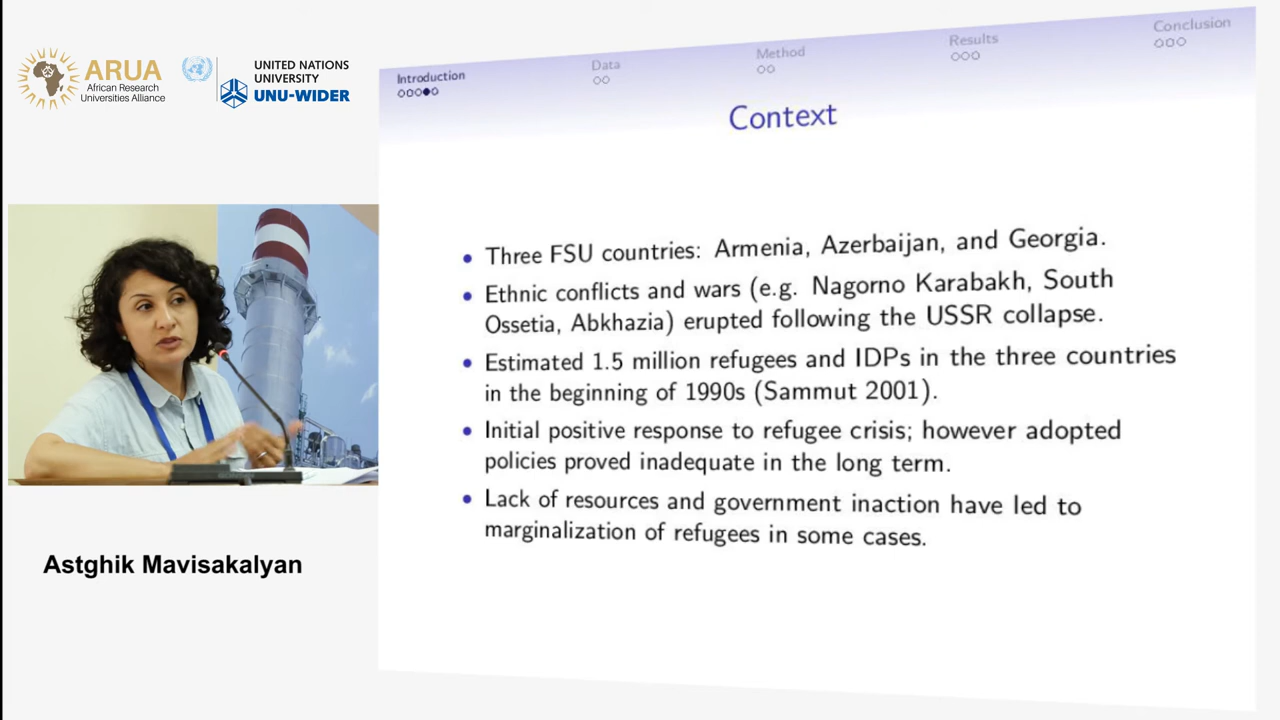 ARUA
African Research
Universities Alliance
UNITED NATIONS
UNIVERSITY
UNU-WIDER
Introduction
Data
Method
Results
Conclusion
Context
• Three FSU countries: Armenia, Azerbaijan, and Georgia.
• Ethnic conflicts and wars (e.g. Nagorno Karabakh, South
Ossetia, Abkhazia) erupted following the USSR collapse.
• Estimated 1.5 million refugees and IDPs in the three countries
in the beginning of 1990s (Sammut 2001).
• Initial positive response to refugee crisis; however adopted
policies proved inadequate in the long term.
• Lack of resources and government inaction have led to
marginalization of refugees in some cases.
Astghik Mavisakalyan